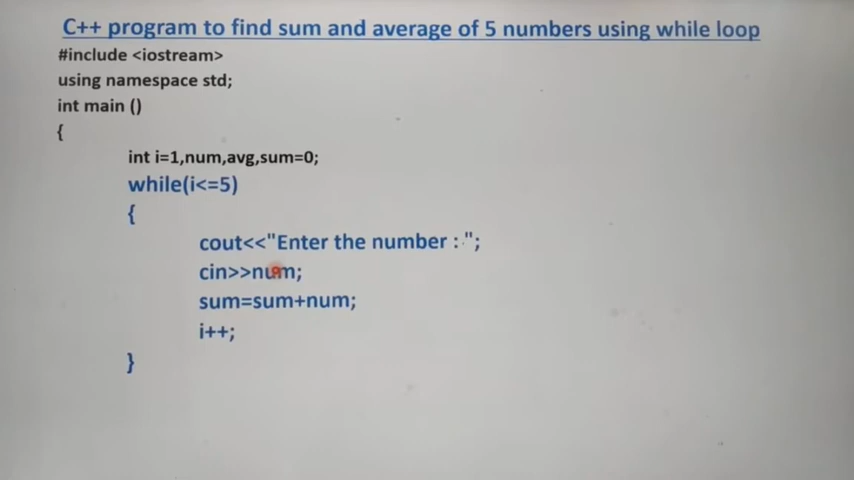 C++ program to find sum and average of 5 numbers using while loop
#include <iostream>
using namespace std;
int main ()
{
int i=1,num,avg,sum=0;
while(i<=5)
{
cout<<"Enter the number : ";
cin>>num;
sum=sum+num;
i++;
}